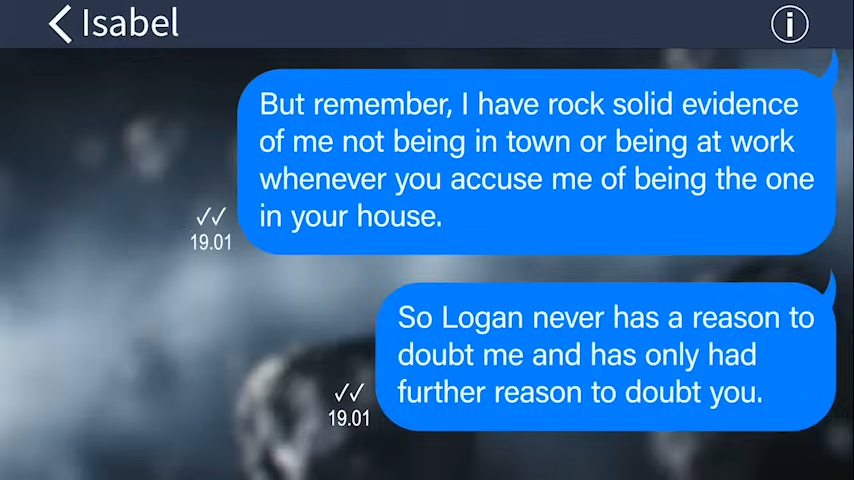 Isabel
But remember, I have rock solid evidence
of me not being in town or being at work
whenever you accuse me of being the one
in your house.
19.01
So Logan never has a reason to
doubt me and has only had
further reason to doubt you.
19.01